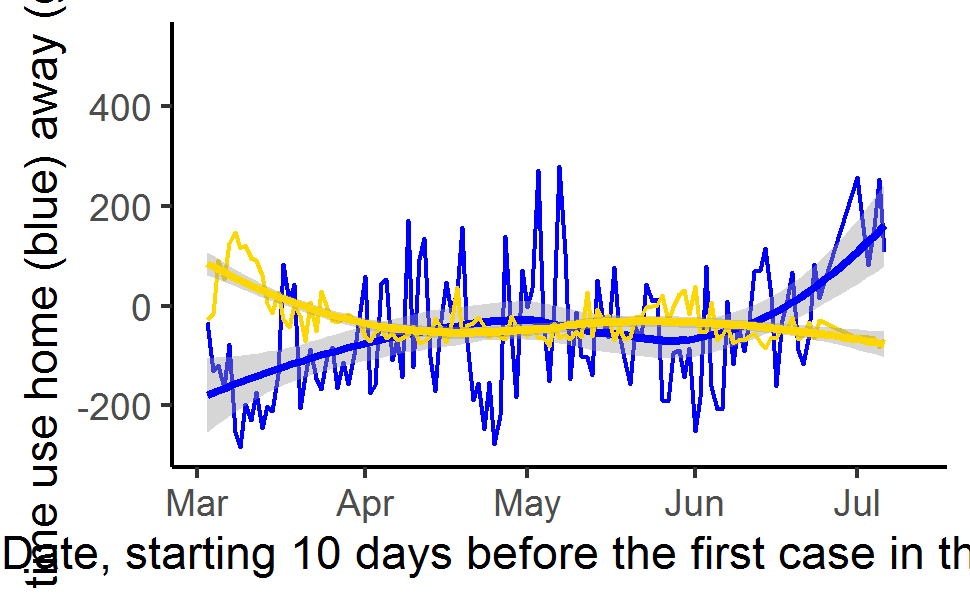 time use home (blue) away (
400
200
0
-200
Mar Apr May Jun Jul
Date, starting 10 days before the first case in th